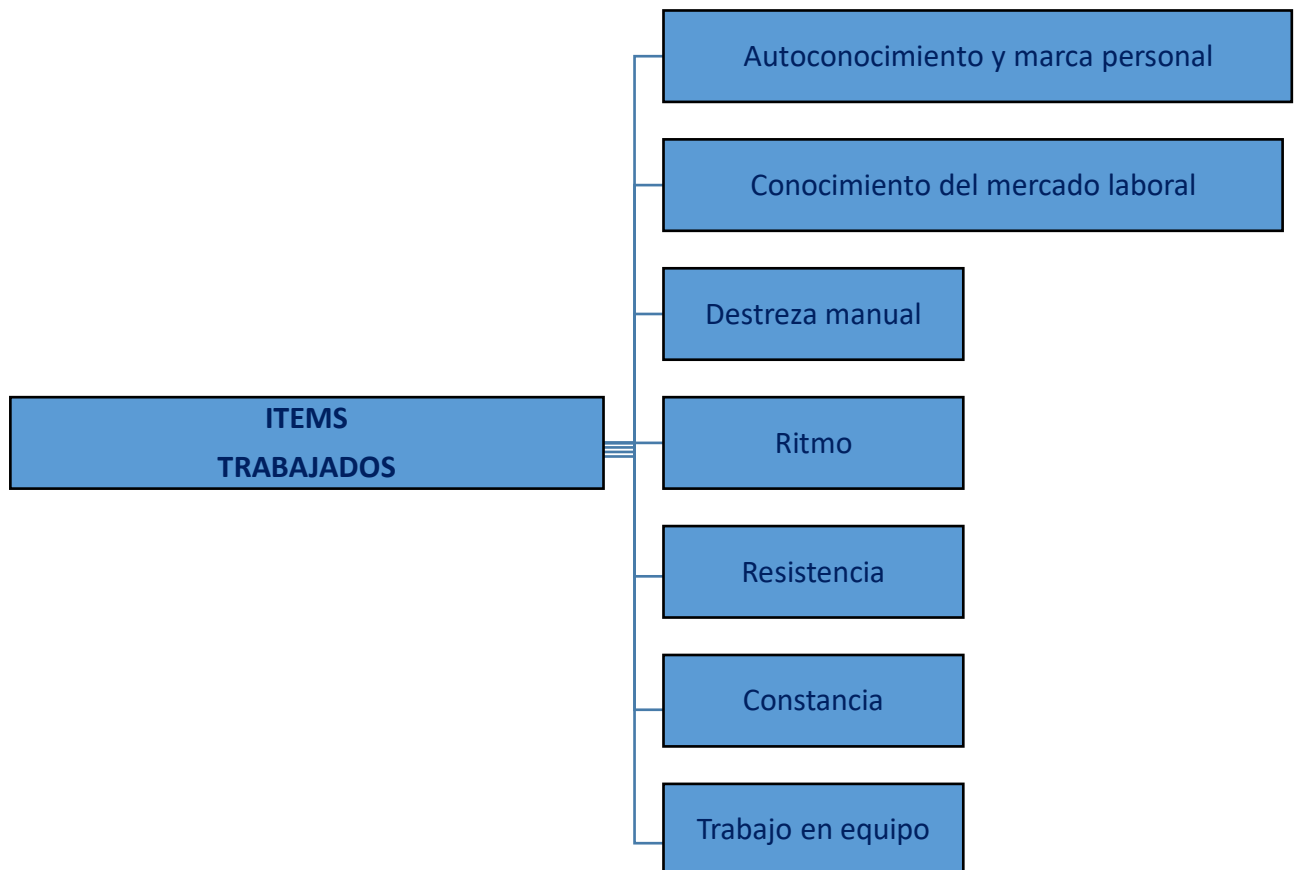 Autoconocimiento y marca personal
Conocimiento del mercado laboral
Destreza manual
ITEMS
TRABAJADOS
Ritmo
Resistencia
Constancia
Trabajo en equipo